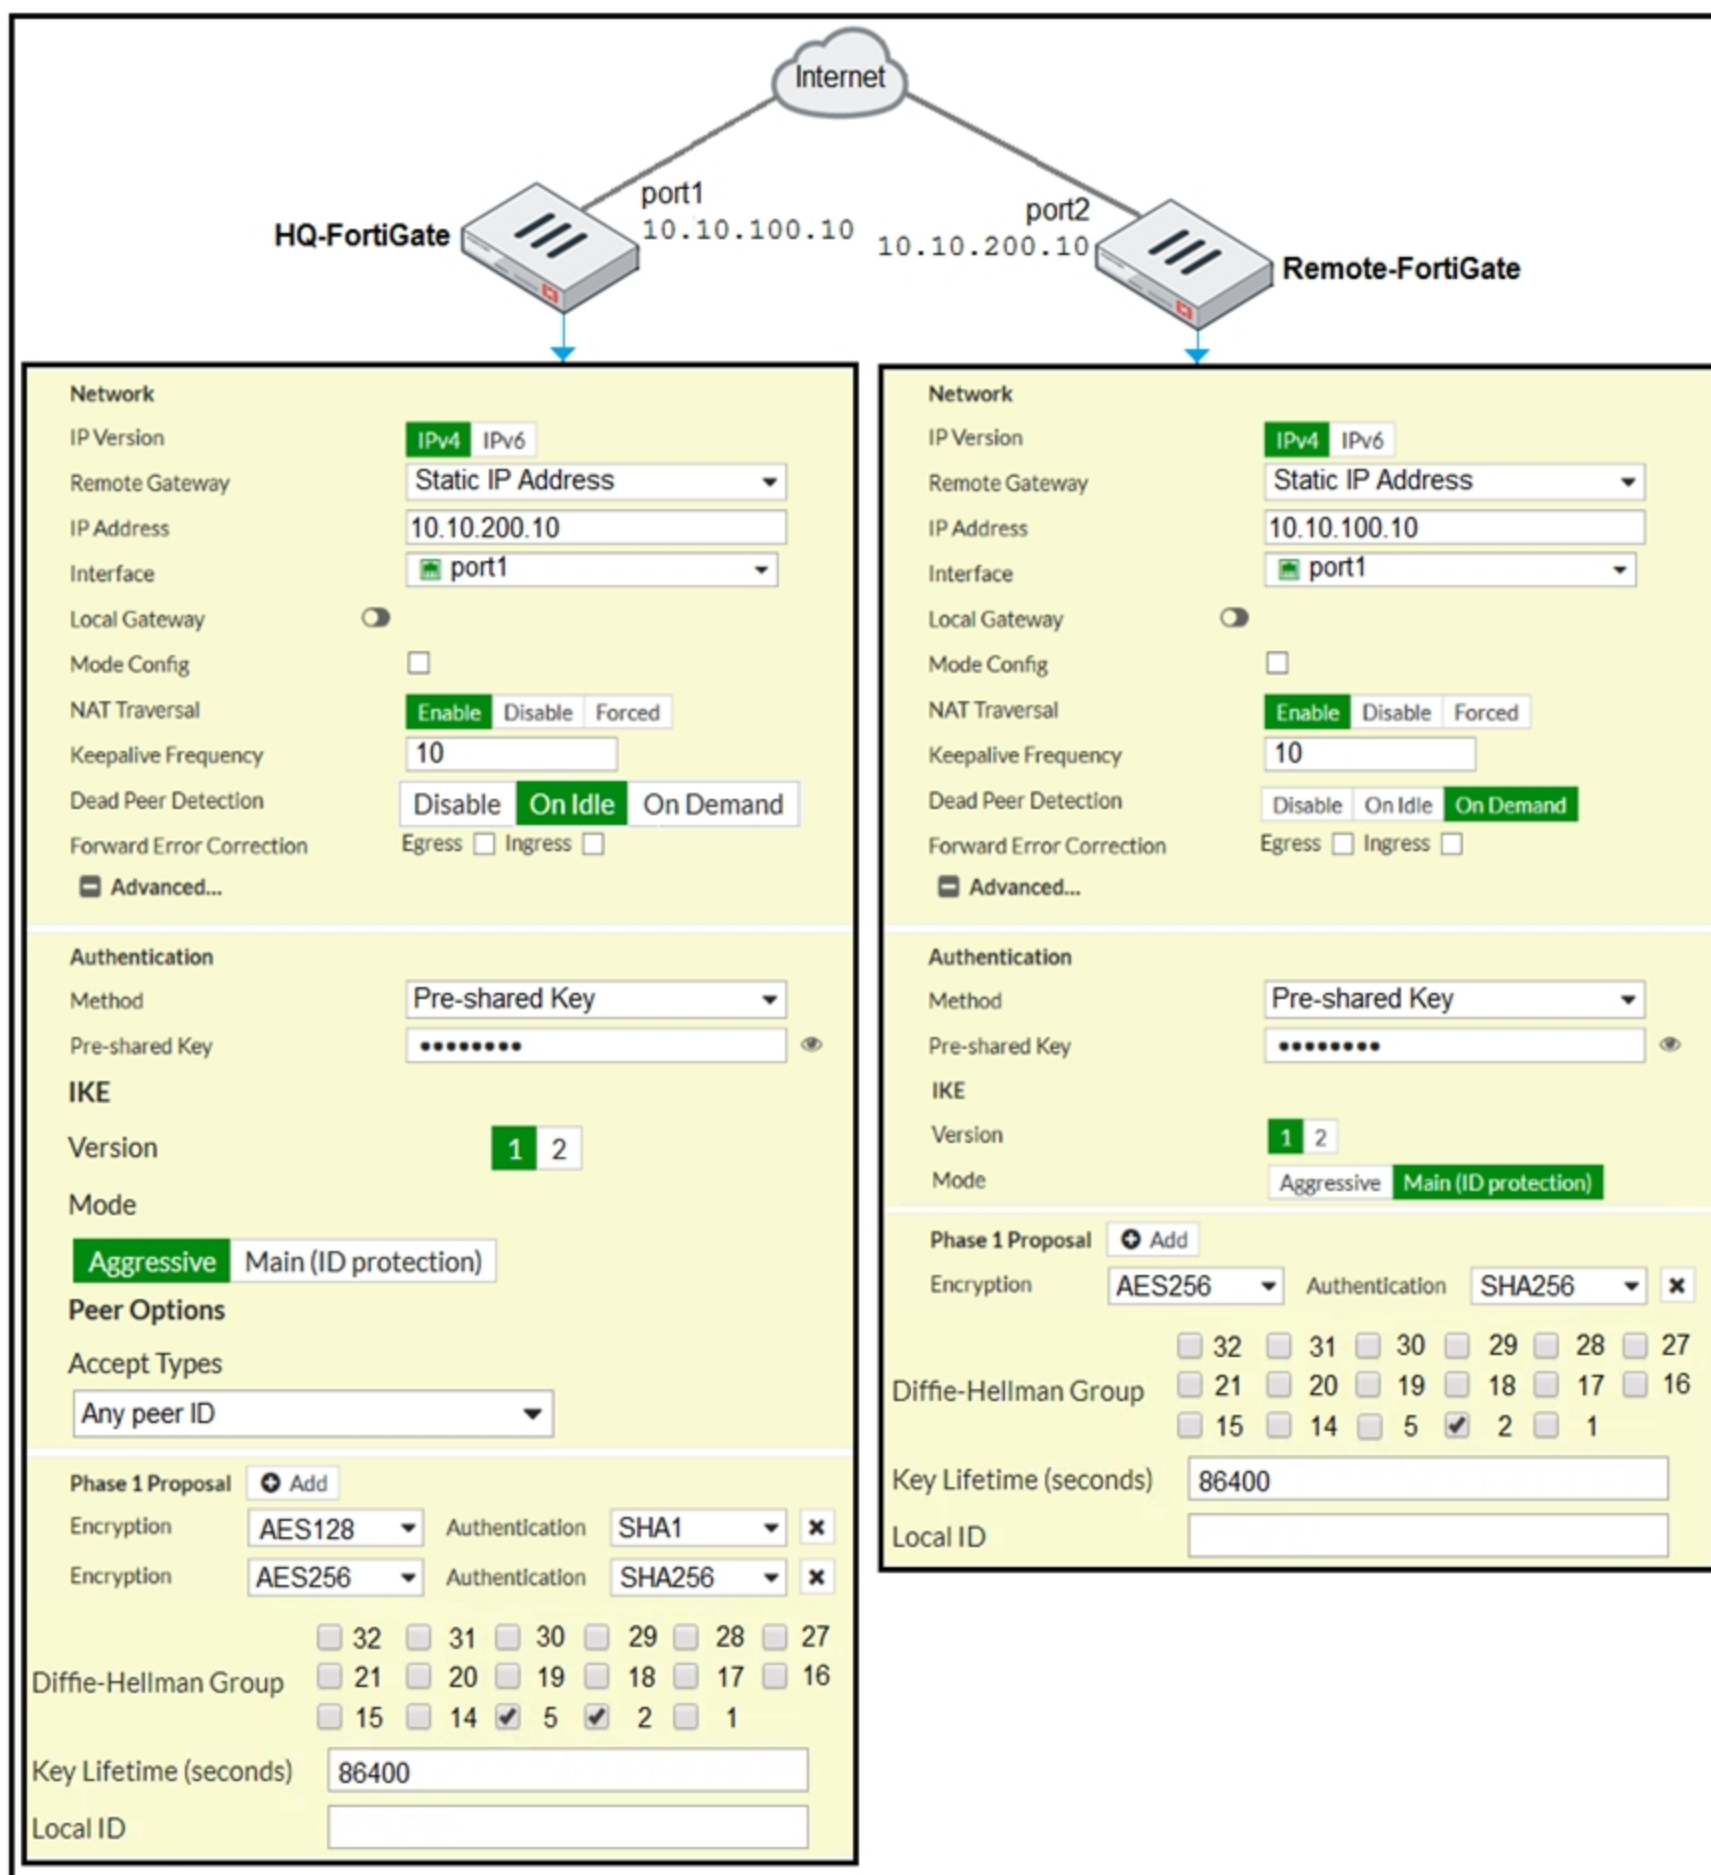 Internet
port1
10.10.100.10
HQ-FortiGate
port2
10.10.200.10
Remote-FortiGate
Network
IP Version IPv4 IPv6
Remote Gateway Static IP Address
IP Address 10.10.200.10
Interface port1
Local Gateway
Mode Config
NAT Traversal Enable Disable Forced
Keepalive Frequency 10
Dead Peer Detection Disable On Idle On Demand
Forward Error Correction Egress Ingress
Advanced...
Authentication
Method Pre-shared Key
Pre-shared Key ••••••••
IKE
Version 1 2
Mode
Aggressive Main (ID protection)
Peer Options
Accept Types
Any peer ID
Phase 1 Proposal Add
Encryption AES128 Authentication SHA1
Encryption AES256 Authentication SHA256
32 31 30 29 28 27
Diffie-Hellman Group 21 20 19 18 17 16
15 14 5 2 1
Key Lifetime (seconds) 86400
Local ID
Network
IP Version IPv4 IPv6
Remote Gateway Static IP Address
IP Address 10.10.100.10
Interface port1
Local Gateway
Mode Config
NAT Traversal Enable Disable Forced
Keepalive Frequency 10
Dead Peer Detection Disable On Idle On Demand
Forward Error Correction Egress Ingress
Advanced...
Authentication
Method Pre-shared Key
Pre-shared Key ••••••••
IKE
Version 1 2
Mode Aggressive Main (ID protection)
Phase 1 Proposal Add
Encryption AES256 Authentication SHA256
32 31 30 29 28 27
Diffie-Hellman Group 21 20 19 18 17 16
15 14 5 2 1
Key Lifetime (seconds) 86400
Local ID